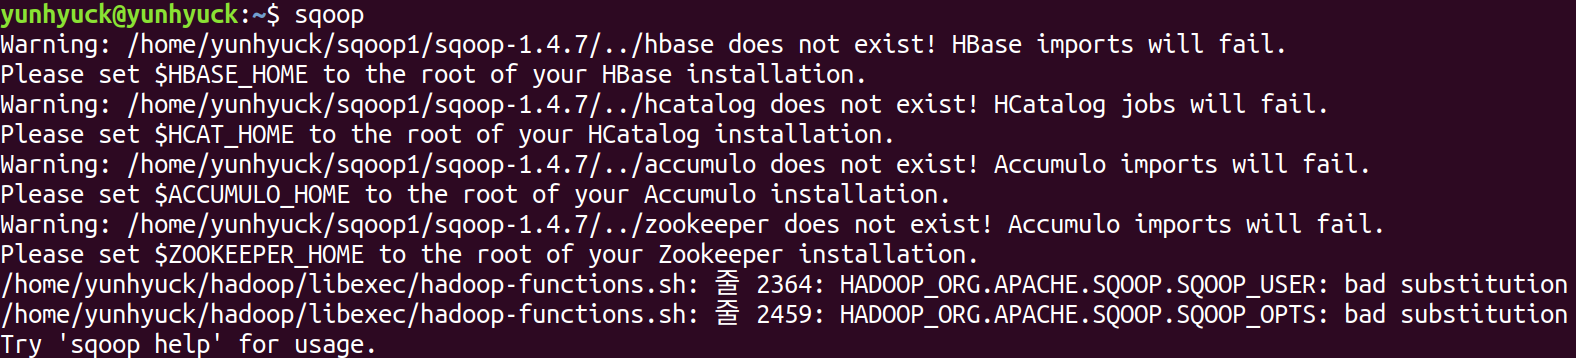 yunhyuck@yunhyuck:~$ sqoop
Warning: /home/yunhyuck/sqoop1/sqoop-1.4.7/../hbase does not exist! HBase imports will fail.
Please set $HBASE_HOME to the root of your HBase installation.
Warning: /home/yunhyuck/sqoop1/sqoop-1.4.7/../hcatalog does not exist! HCatalog jobs will fail.
Please set $HCAT_HOME to the root of your HCatalog installation.
Warning: /home/yunhyuck/sqoop1/sqoop-1.4.7/../accumulo does not exist! Accumulo imports will fail.
Please set $ACCUMULO_HOME to the root of your Accumulo installation.
Warning: /home/yunhyuck/sqoop1/sqoop-1.4.7/../zookeeper does not exist! Accumulo imports will fail.
Please set $ZOOKEEPER_HOME to the root of your Zookeeper installation.
/home/yunhyuck/hadoop/libexec/hadoop-functions.sh: 줄 2364: HADOOP_ORG.APACHE.SQOOP.SQOOP_USER: bad substitution
/home/yunhyuck/hadoop/libexec/hadoop-functions.sh: 줄 2459: HADOOP_ORG.APACHE.SQOOP.SQOOP_OPTS: bad substitution
Try 'sqoop help' for usage.